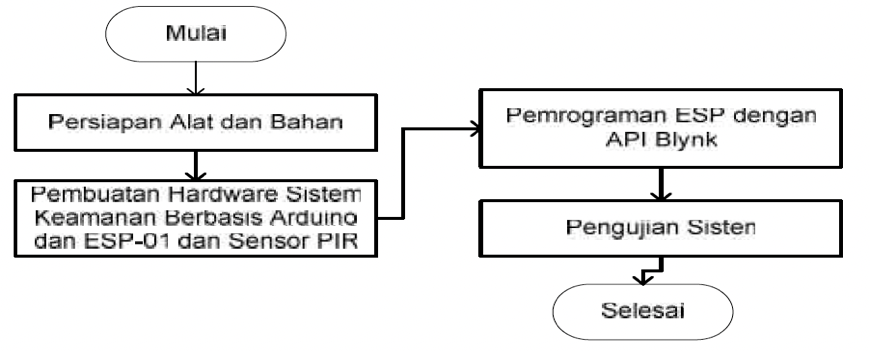 Mulai
Persiapan Alat dan Bahan
Pembuatan Hardware Sistem
Keamanan Berbasis Arduino
dan ESP-01 dan Sensor PIR
Pemrograman ESP dengan
API Blynk
Pengujian Sisten
Selesai